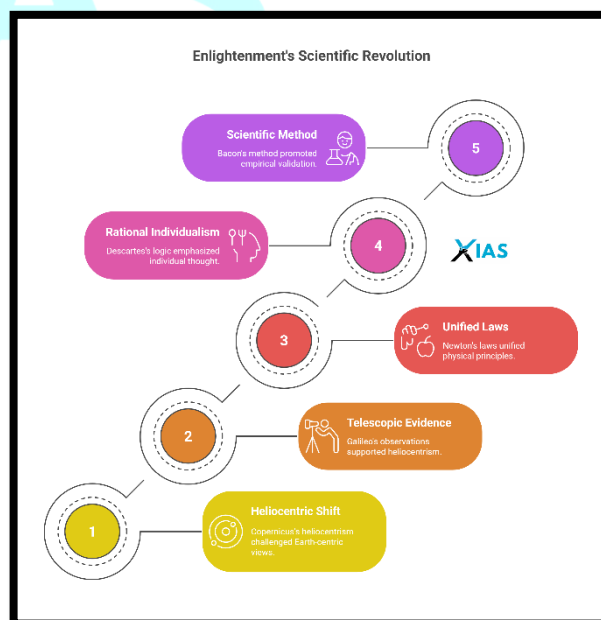 Enlightenment's Scientific Revolution
Scientific Method
Bacon's method promoted
empirical validation.
5
Rational Individualism
Descartes's logic emphasized
individual thought.
4
XIAS
3
Unified Laws
Newton's laws unified
physical principles.
2
Telescopic Evidence
Galileo's observations
supported heliocentrism.
1
Heliocentric Shift
Copernicus's heliocentrism
challenged Earth-centric
views.